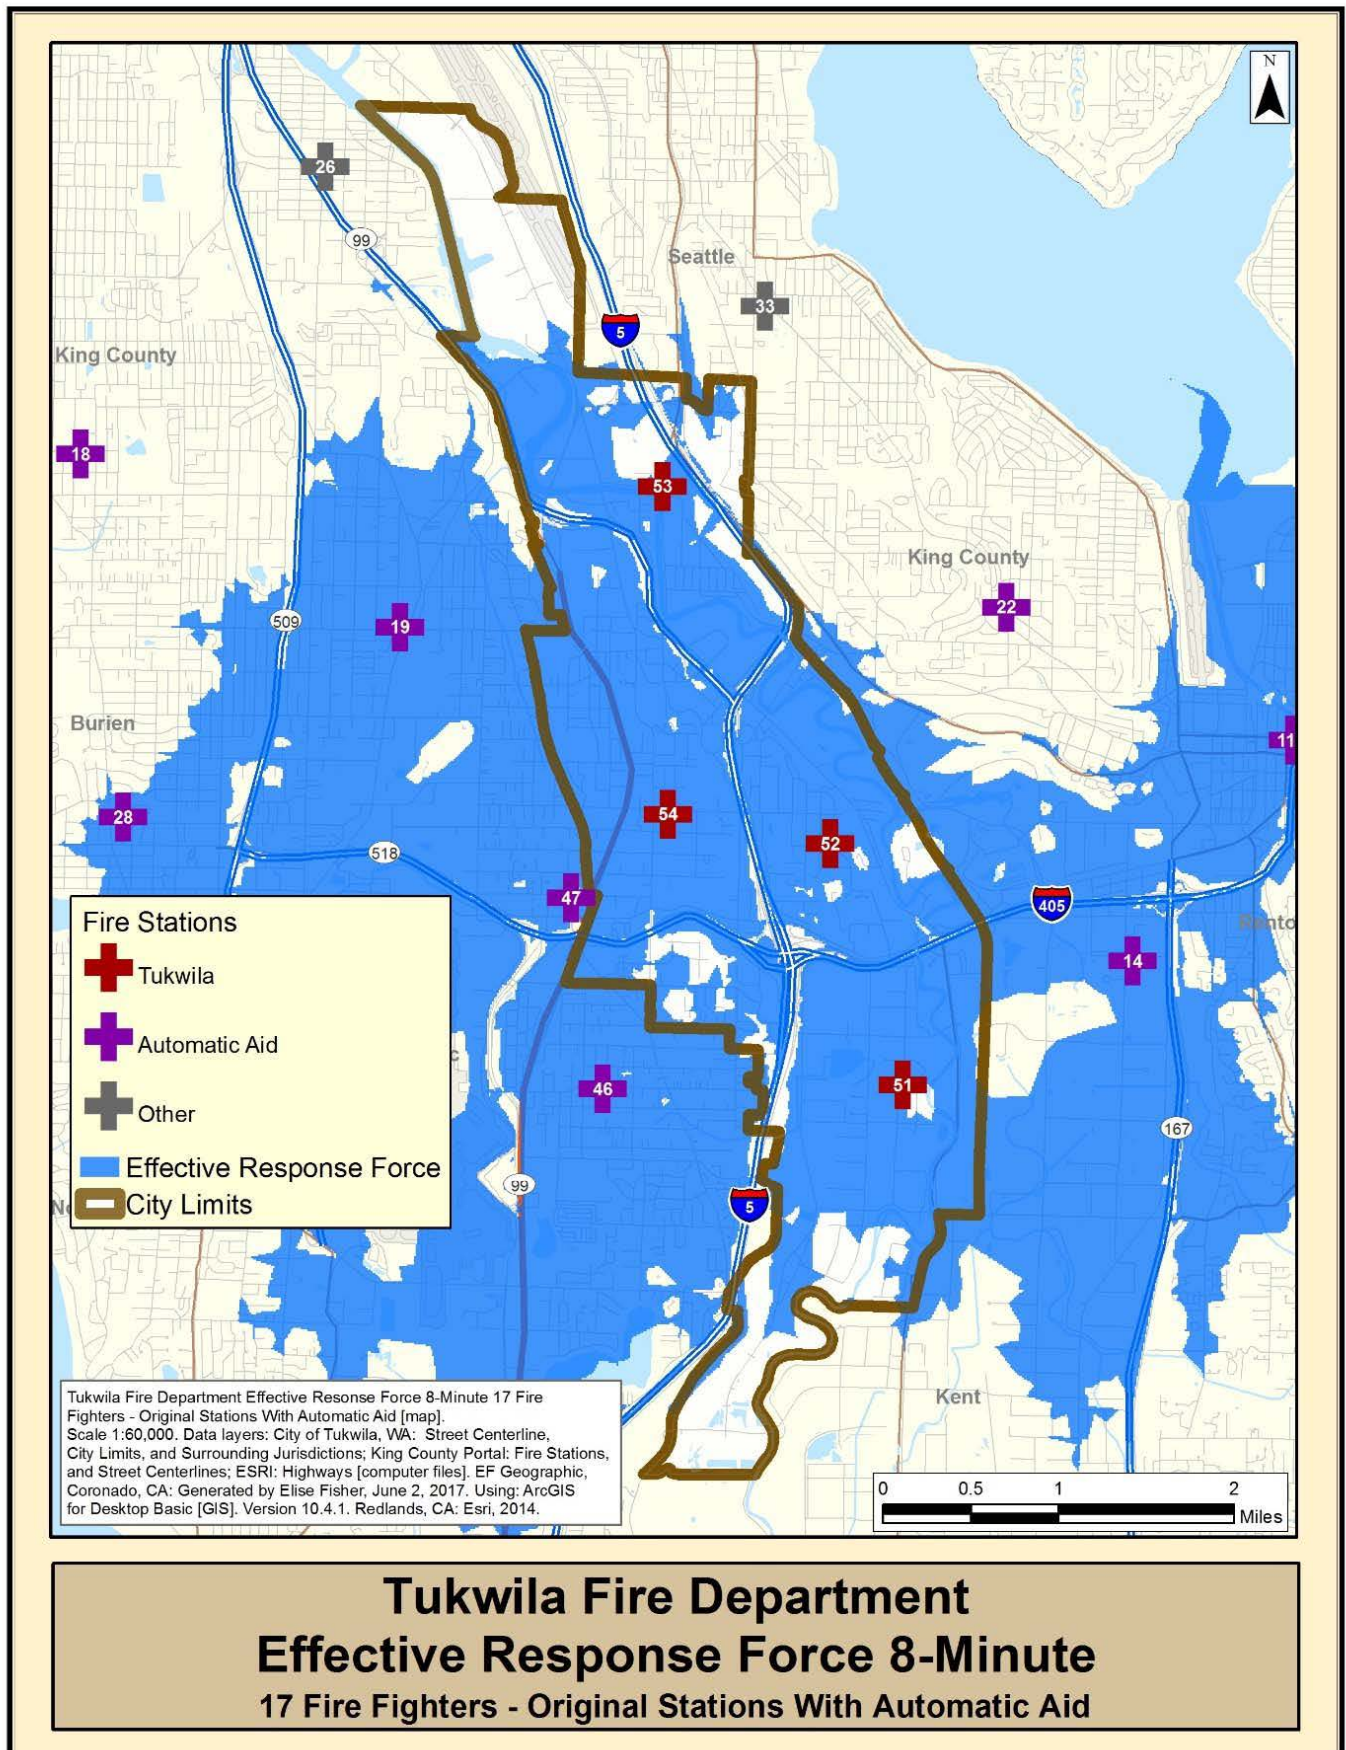 N
26
99
Seattle
33
5
King County
18
53
King County
22
509
19
Burien
11
28
54
52
518
47
405
Rento
14
Fire Stations
Tukwila
Automatic Aid
Other
Effective Response Force
City Limits
c
46
51
167
99
No
5
Kent
Tukwila Fire Department Effective Resonse Force 8-Minute 17 Fire
Fighters - Original Stations With Automatic Aid [map].
Scale 1:60,000. Data layers: City of Tukwila, WA: Street Centerline,
City Limits, and Surrounding Jurisdictions; King County Portal: Fire Stations,
and Street Centerlines; ESRI: Highways [computer files]. EF Geographic,
Coronado, CA: Generated by Elise Fisher, June 2, 2017. Using: ArcGIS
for Desktop Basic [GIS]. Version 10.4.1. Redlands, CA: Esri, 2014.
0 0.5 1 2
Miles
Tukwila Fire Department
Effective Response Force 8-Minute
17 Fire Fighters - Original Stations With Automatic Aid